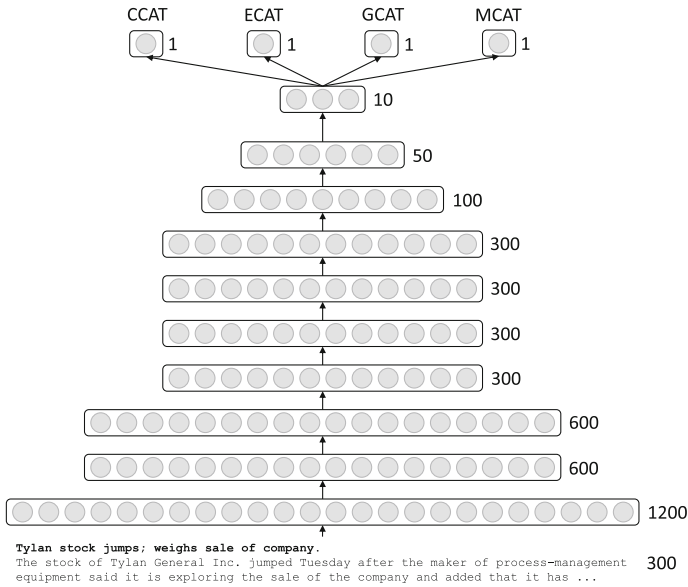 CCAT ECAT GCAT MCAT
1 1 1 1
10
50
100
300
300
300
300
600
600
1200
Tylan stock jumps; weighs sale of company.
The stock of Tylan General Inc. jumped Tuesday after the maker of process-management 300
equipment said it is exploring the sale of the company and added that it has ...